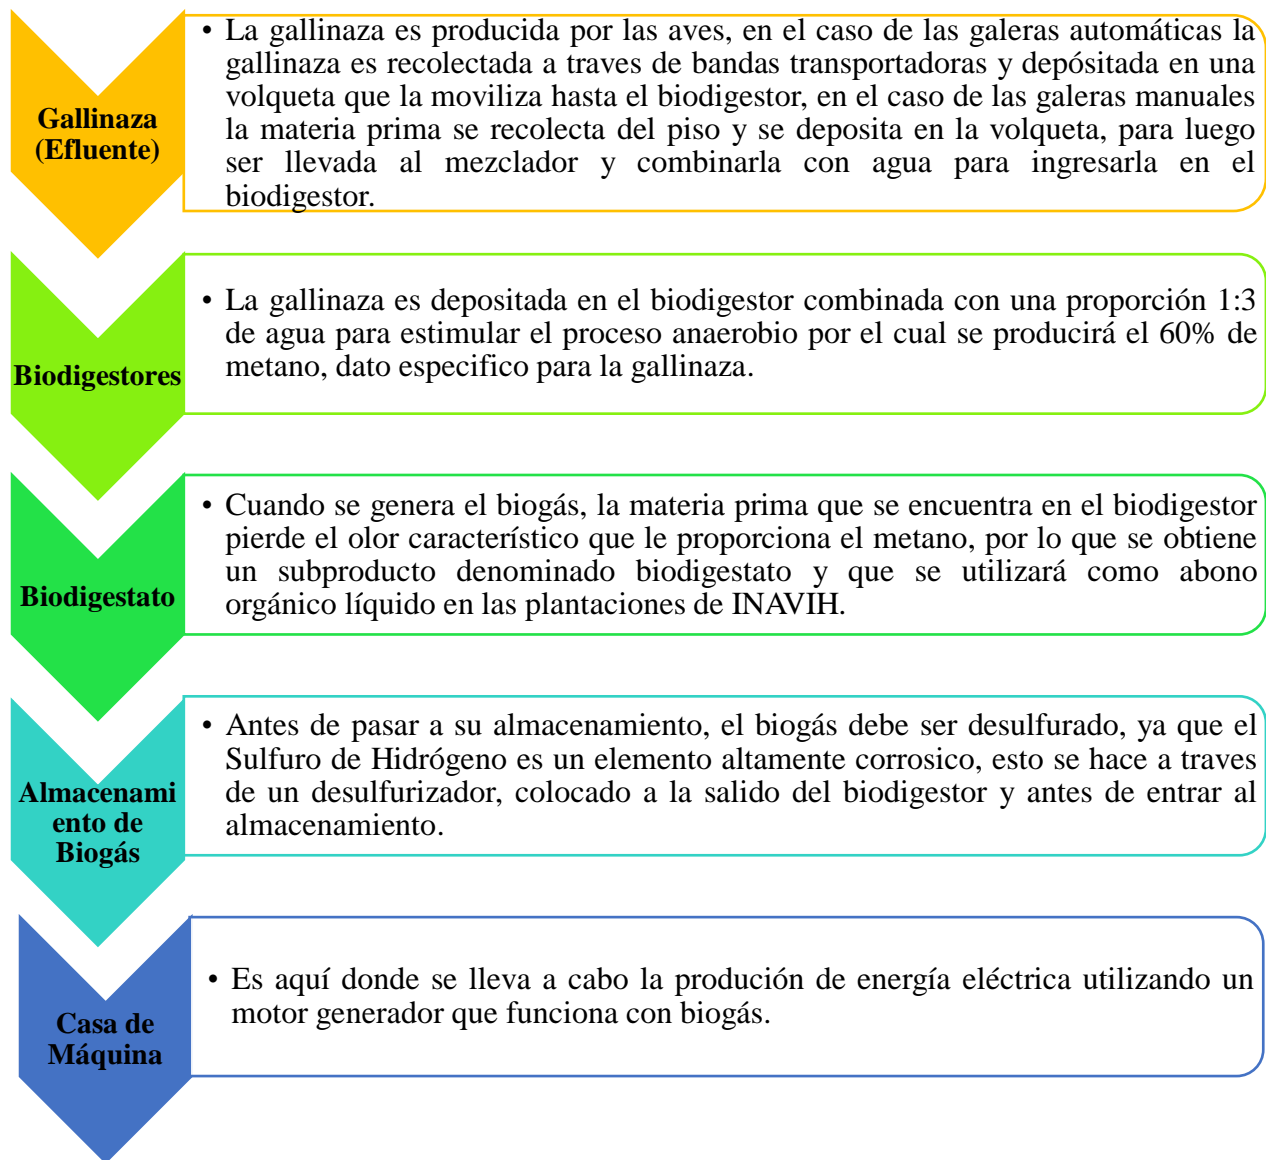 Gallinaza
(Efluente)
• La gallinaza es producida por las aves, en el caso de las galeras automáticas la
gallinaza es recolectada a traves de bandas transportadoras y depósitada en una
volqueta que la moviliza hasta el biodigestor, en el caso de las galeras manuales
la materia prima se recolecta del piso y se deposita en la volqueta, para luego
ser llevada al mezclador y combinarla con agua para ingresarla en el
biodigestor.
Biodigestores
• La gallinaza es depositada en el biodigestor combinada con una proporción 1:3
de agua para estimular el proceso anaerobio por el cual se producirá el 60% de
metano, dato especifico para la gallinaza.
Biodigestato
• Cuando se genera el biogás, la materia prima que se encuentra en el biodigestor
pierde el olor característico que le proporciona el metano, por lo que se obtiene
un subproducto denominado biodigestato y que se utilizará como abono
orgánico líquido en las plantaciones de INAVIH.
Almacenami
ento de
Biogás
• Antes de pasar a su almacenamiento, el biogás debe ser desulfurado, ya que el
Sulfuro de Hidrógeno es un elemento altamente corrosico, esto se hace a traves
de un desulfurizador, colocado a la salido del biodigestor y antes de entrar al
almacenamiento.
Casa de
Máquina
• Es aquí donde se lleva a cabo la produción de energía eléctrica utilizando un
motor generador que funciona con biogás.